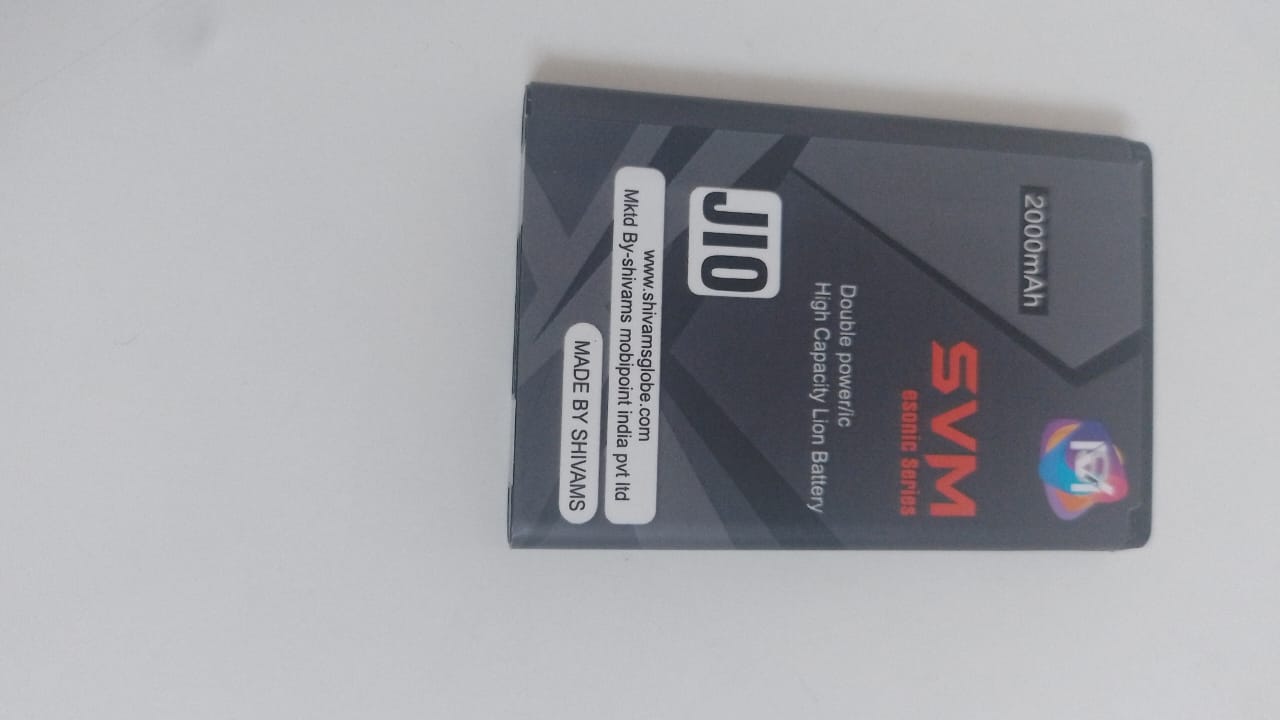 2000mAh
SVM
esonic Series
Double power/ic
High Capacity Lion Battery
JIO
www.shivamsglobe.com
Mktd By-shivams mobipoint india pvt ltd
MADE BY SHIVAMS